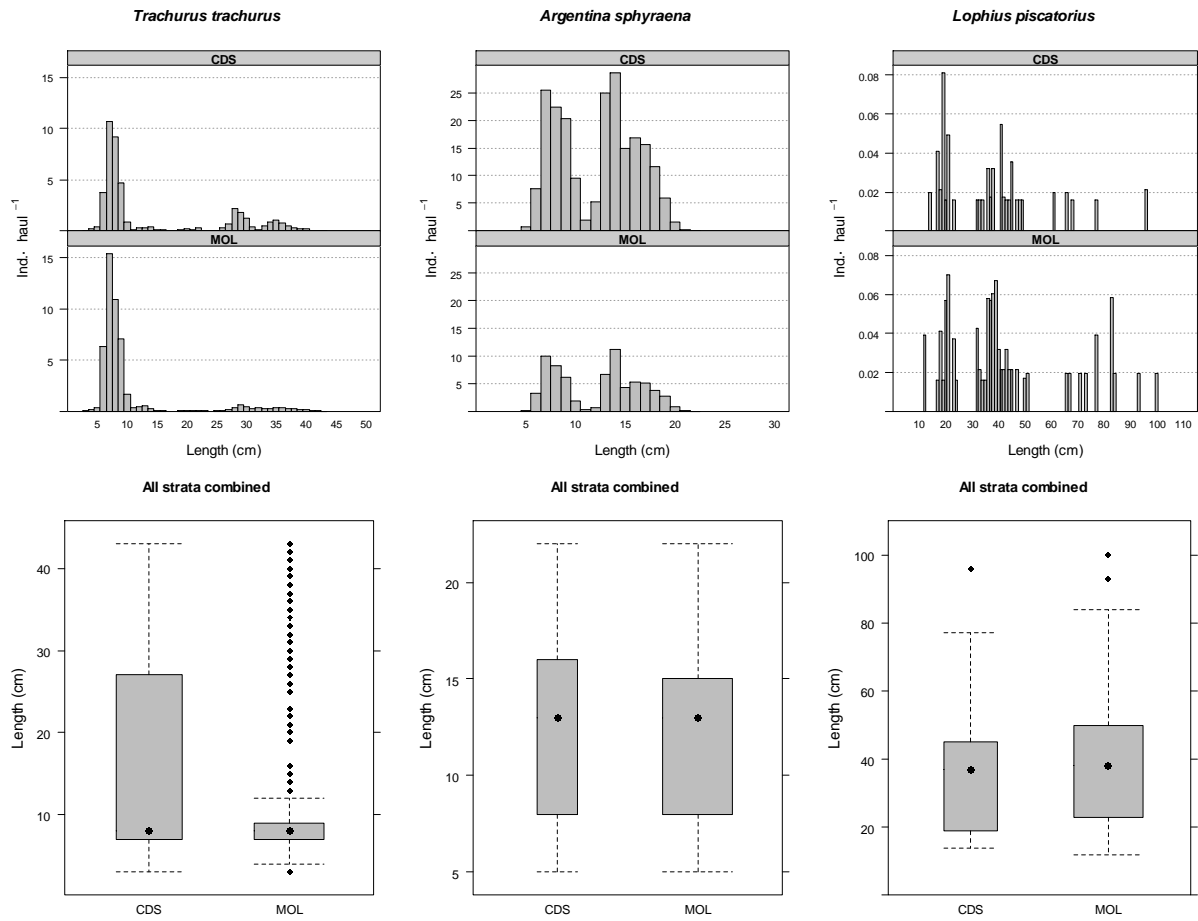 Trachurus trachurus
Argentina sphyraena
Lophius piscatorius
CDS
15
10
5
MOL
15
10
5
5 10 15 20 25 30 35 40 45 50
Length (cm)
Ind.· haul⁻¹
CDS
25
20
15
10
5
MOL
25
20
15
10
5
5 10 15 20 25 30
Length (cm)
Ind.· haul⁻¹
CDS
0.08
0.06
0.04
0.02
MOL
0.08
0.06
0.04
0.02
10 20 30 40 50 60 70 80 90 100 110
Length (cm)
Ind.· haul⁻¹
All strata combined
Length (cm)
40
30
20
10
CDS MOL
All strata combined
Length (cm)
20
15
10
5
CDS MOL
All strata combined
Length (cm)
100
80
60
40
20
CDS MOL